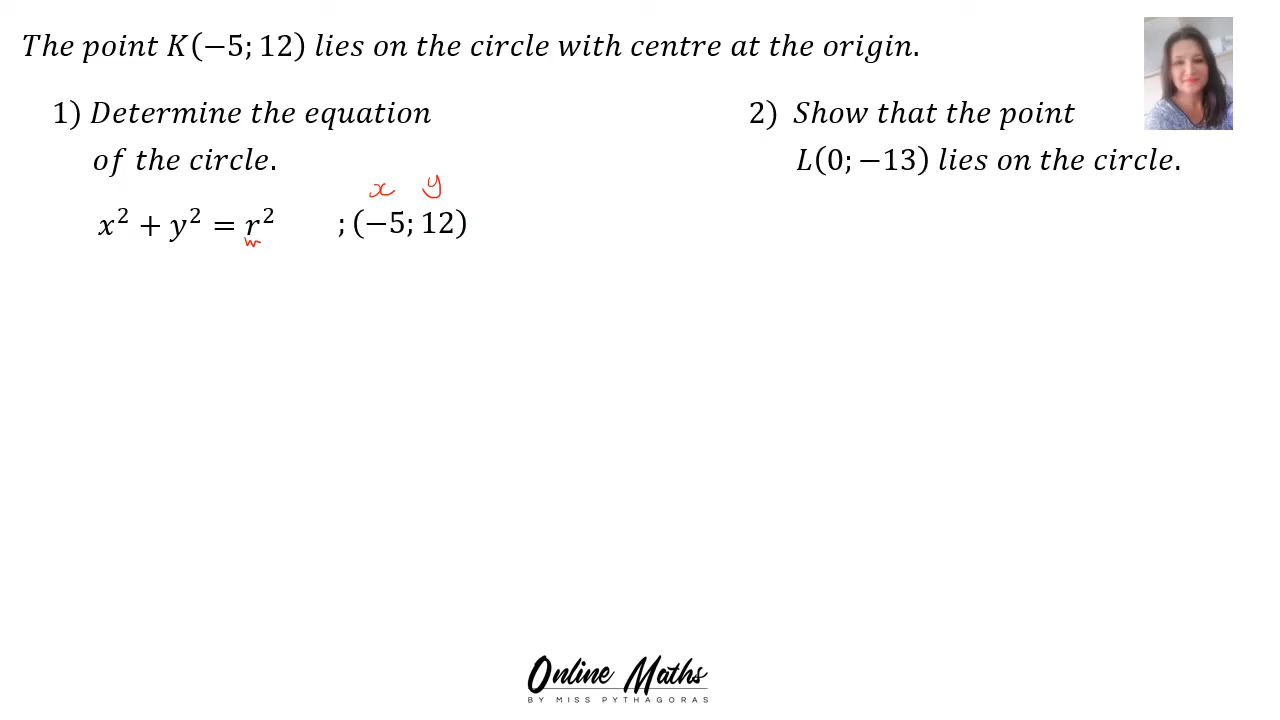 The point K(−5; 12) lies on the circle with centre at the origin.
1) Determine the equation
of the circle.
x y
x² + y² = r² ; (−5; 12)
2) Show that the point
L(0; −13) lies on the circle.
Online Maths
BY MISS PYTHAGORAS